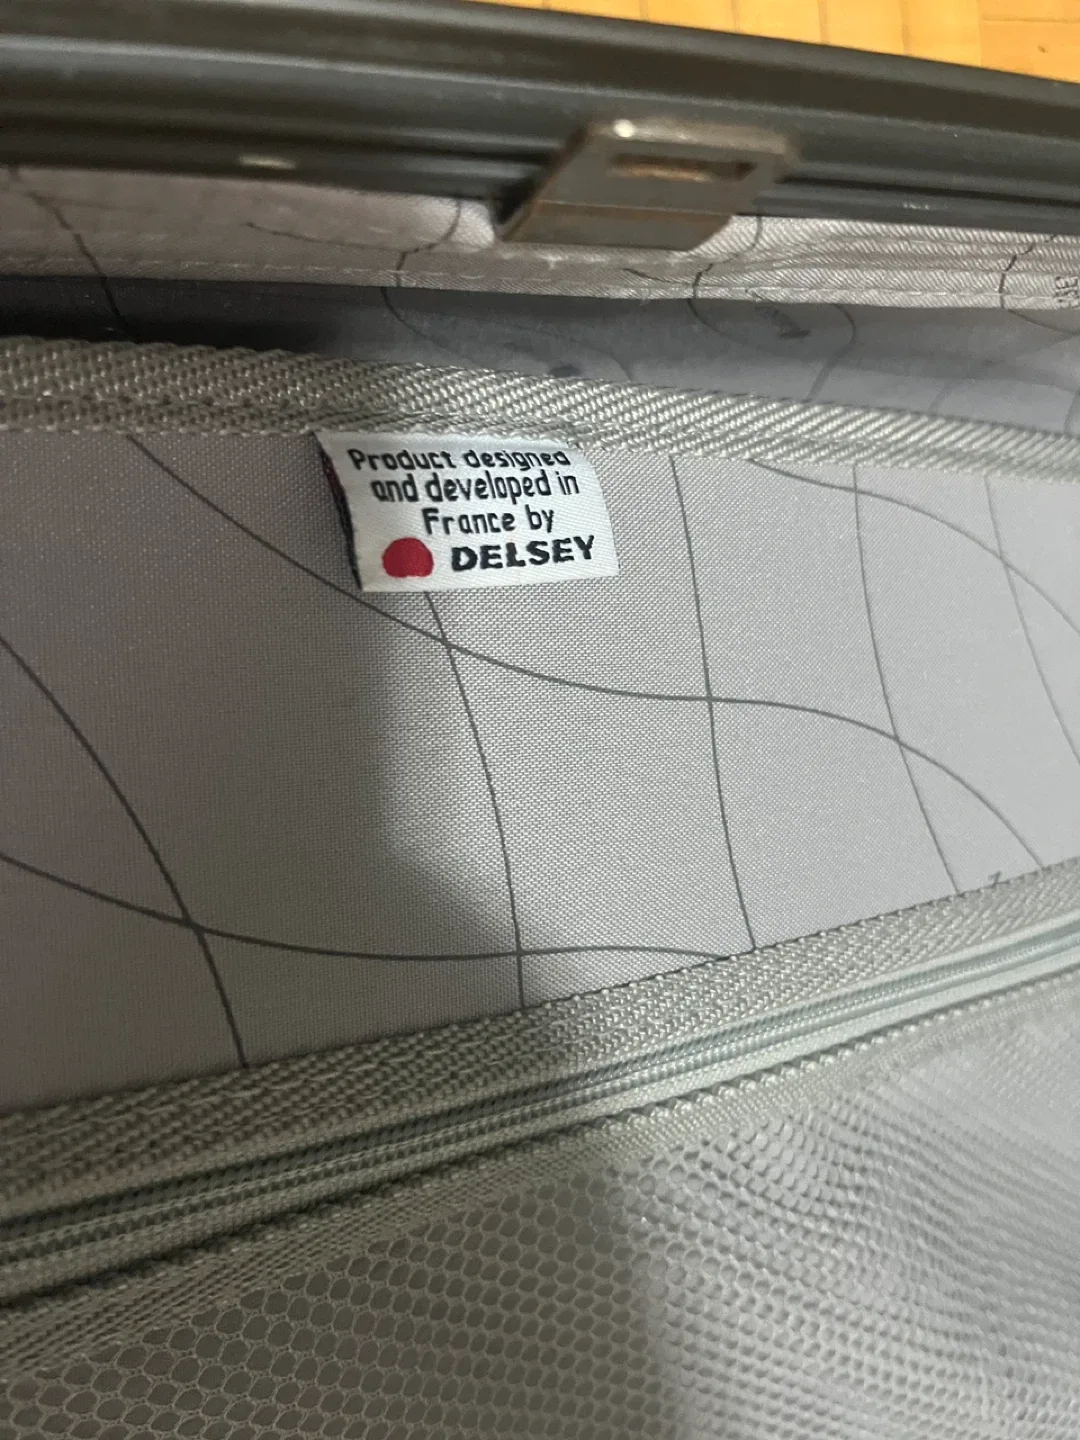 Product designed
and developed in
France by
DELSEY